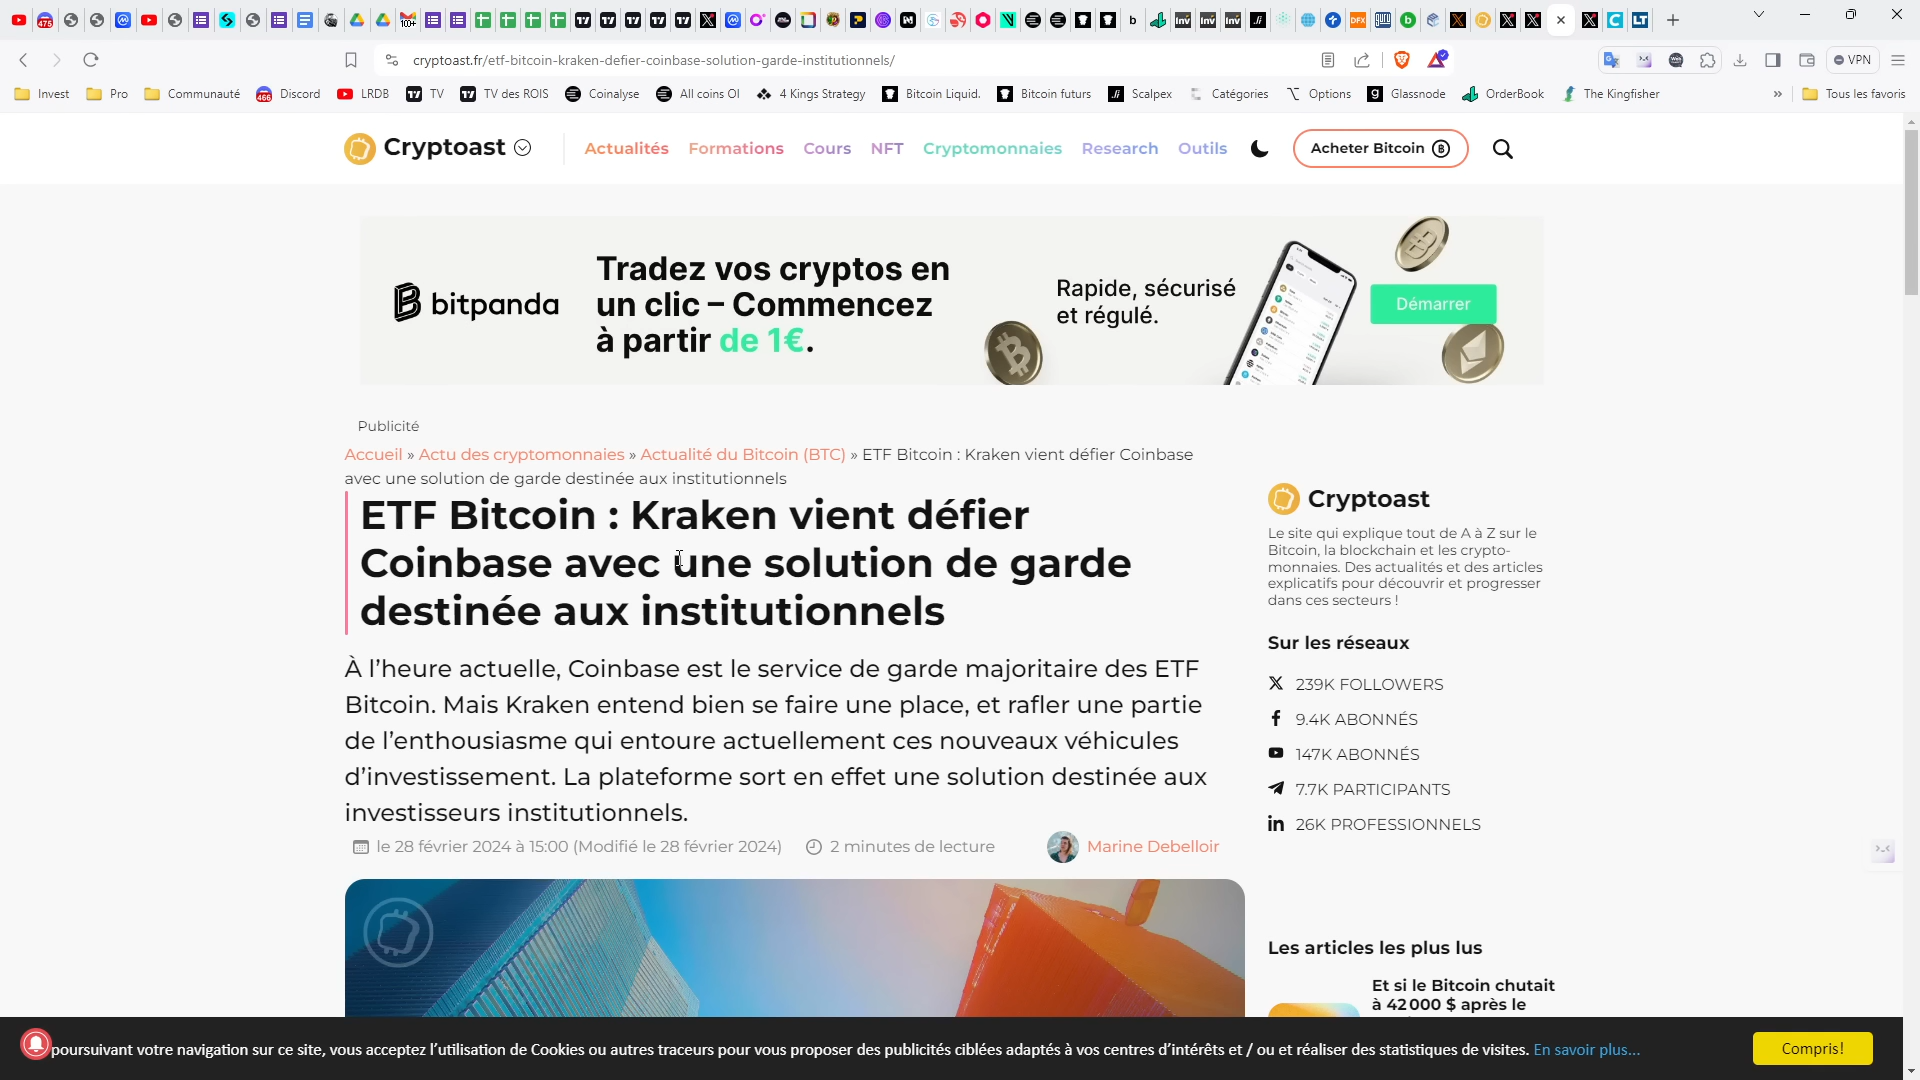 cryptoast.fr/etf-bitcoin-kraken-defier-coinbase-solution-garde-institutionnels/
VPN
Invest
Pro
Communauté
Discord
LRDB
TV
TV des ROIS
Coinalyse
All coins OI
4 Kings Strategy
Bitcoin Liquid.
Bitcoin futurs
Scalpex
Catégories
Options
Glassnode
OrderBook
The Kingfisher
»
Tous les favoris
Cryptoast
Actualités
Formations
Cours
NFT
Cryptomonnaies
Research
Outils
Acheter Bitcoin
bitpanda
Tradez vos cryptos en
un clic – Commencez
à partir de 1€.
Rapide, sécurisé
et régulé.
Démarrer
Publicité
Accueil » Actu des cryptomonnaies » Actualité du Bitcoin (BTC) » ETF Bitcoin : Kraken vient défier Coinbase
avec une solution de garde destinée aux institutionnels
ETF Bitcoin : Kraken vient défier
Coinbase avec une solution de garde
destinée aux institutionnels
À l’heure actuelle, Coinbase est le service de garde majoritaire des ETF
Bitcoin. Mais Kraken entend bien se faire une place, et rafler une partie
de l’enthousiasme qui entoure actuellement ces nouveaux véhicules
d’investissement. La plateforme sort en effet une solution destinée aux
investisseurs institutionnels.
le 28 février 2024 à 15:00 (Modifié le 28 février 2024)
2 minutes de lecture
Marine Debelloir
Cryptoast
Le site qui explique tout de A à Z sur le
Bitcoin, la blockchain et les crypto-
monnaies. Des actualités et des articles
explicatifs pour découvrir et progresser
dans ces secteurs !
Sur les réseaux
239K FOLLOWERS
9.4K ABONNÉS
147K ABONNÉS
7.7K PARTICIPANTS
26K PROFESSIONNELS
Les articles les plus lus
Et si le Bitcoin chutait
à 42 000 $ après le
poursuivant votre navigation sur ce site, vous acceptez l’utilisation de Cookies ou autres traceurs pour vous proposer des publicités ciblées adaptés à vos centres d’intérêts et / ou et réaliser des statistiques de visites. En savoir plus...
Compris!